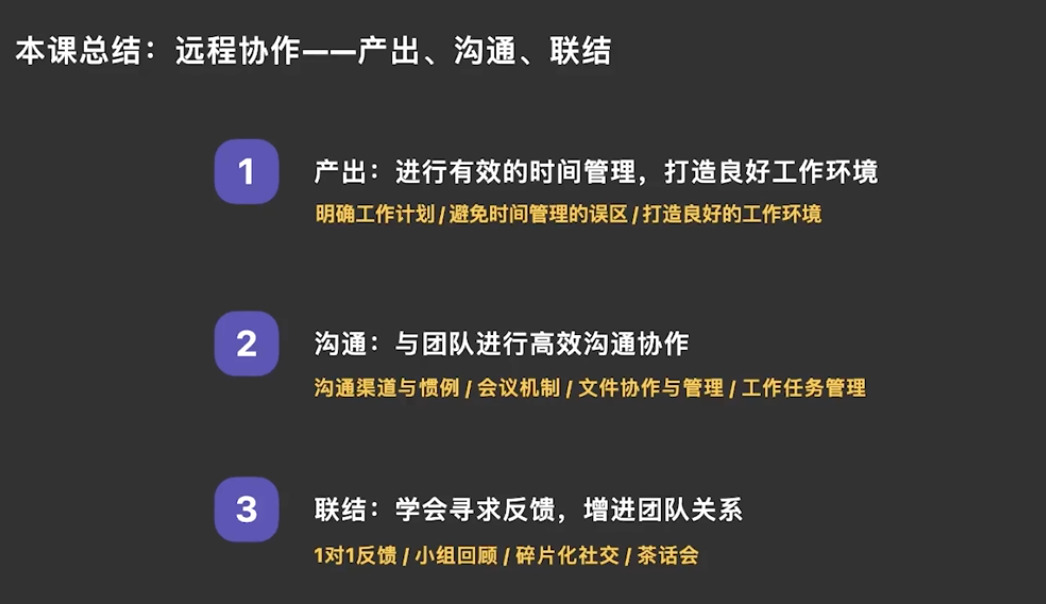 本课总结：远程协作——产出、沟通、联结
1
产出：进行有效的时间管理，打造良好工作环境
明确工作计划 / 避免时间管理的误区 / 打造良好的工作环境
2
沟通：与团队进行高效沟通协作
沟通渠道与惯例 / 会议机制 / 文件协作与管理 / 工作任务管理
3
联结：学会寻求反馈，增进团队关系
1对1反馈 / 小组回顾 / 碎片化社交 / 茶话会